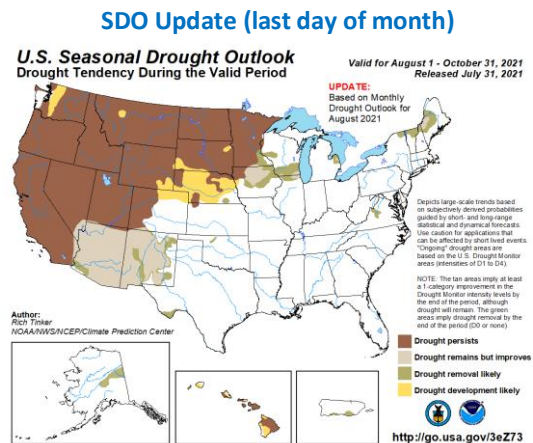 SDO Update (last day of month)
U.S. Seasonal Drought Outlook
Drought Tendency During the Valid Period
Valid for August 1 - October 31, 2021
Released July 31, 2021
UPDATE:
Based on Monthly
Drought Outlook for
August 2021
Depicts large-scale trends based
on subjectively derived probabilities
guided by short- and long-range
statistical and dynamical forecasts.
Use caution for applications that
can be affected by short lived events.
"Ongoing" drought areas are
based on the U.S. Drought Monitor
areas (intensities of D1 to D4).
NOTE: The tan areas imply at least
a 1-category improvement in the
Drought Monitor intensity levels by
the end of the period, although
drought will remain. The green
areas imply drought removal by the
end of the period (D0 or none).
Author:
Rich Tinker
NOAA/NWS/NCEP/Climate Prediction Center
Drought persists
Drought remains but improves
Drought removal likely
Drought development likely
http://go.usa.gov/3eZ73